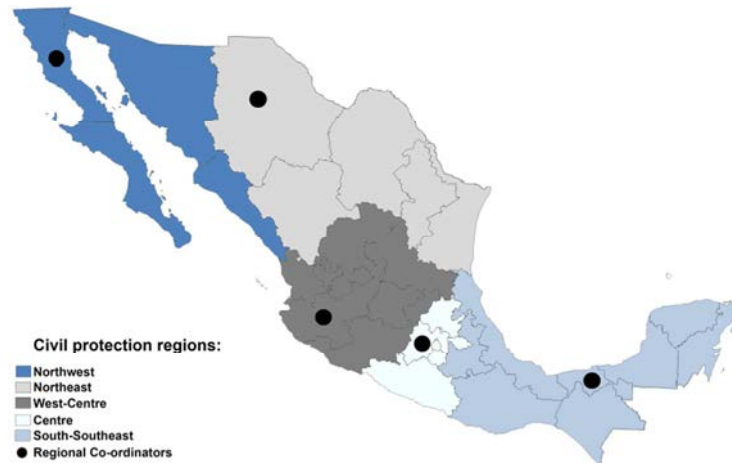 Civil protection regions:
Northwest
Northeast
West-Centre
Centre
South-Southeast
Regional Co-ordinators